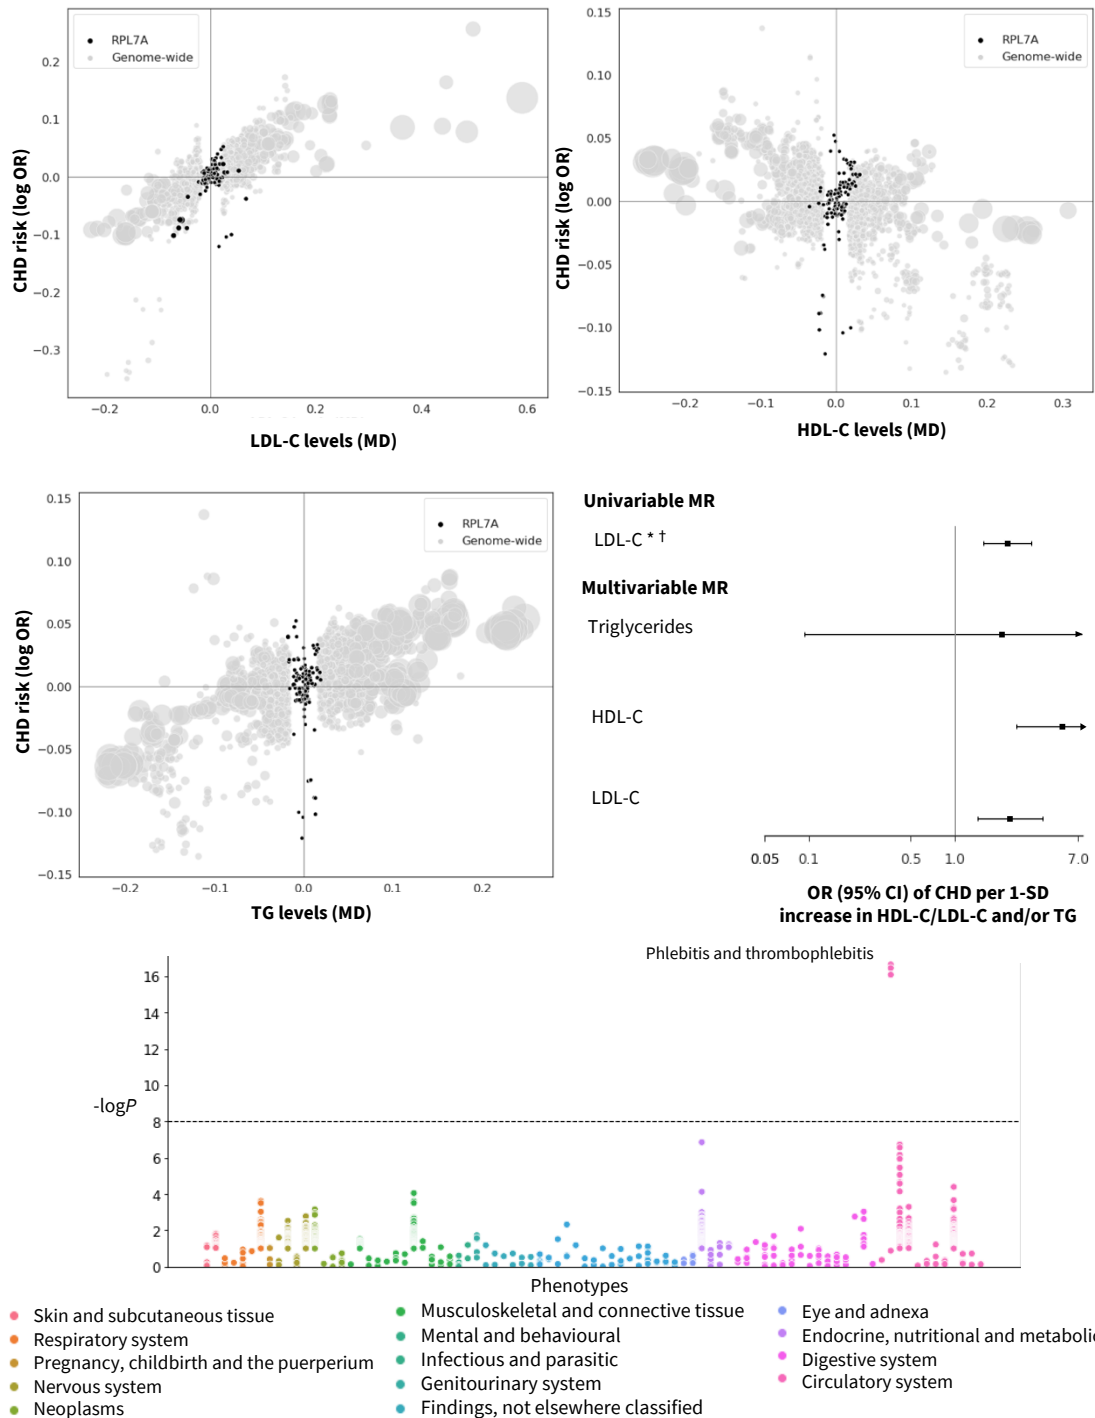 RPL7A
Genome-wide
0.2
0.1
0.0
−0.1
−0.2
−0.3
−0.2
0.0
0.2
0.4
0.6
CHD risk (log OR)
LDL-C levels (MD)
RPL7A
Genome-wide
0.15
0.10
0.05
0.00
−0.05
−0.10
−0.15
−0.2
−0.1
0.0
0.1
0.2
0.3
CHD risk (log OR)
HDL-C levels (MD)
RPL7A
Genome-wide
0.15
0.10
0.05
0.00
−0.05
−0.10
−0.15
−0.2
−0.1
0.0
0.1
0.2
CHD risk (log OR)
TG levels (MD)
Univariable MR
LDL-C * †
Multivariable MR
Triglycerides
HDL-C
LDL-C
0.05
0.1
0.5
1.0
7.0
OR (95% CI) of CHD per 1-SD
increase in HDL-C/LDL-C and/or TG
Phlebitis and thrombophlebitis
16
14
12
10
8
6
4
2
0
-logP
Phenotypes
Skin and subcutaneous tissue
Respiratory system
Pregnancy, childbirth and the puerperium
Nervous system
Neoplasms
Musculoskeletal and connective tissue
Mental and behavioural
Infectious and parasitic
Genitourinary system
Findings, not elsewhere classified
Eye and adnexa
Endocrine, nutritional and metabolic
Digestive system
Circulatory system